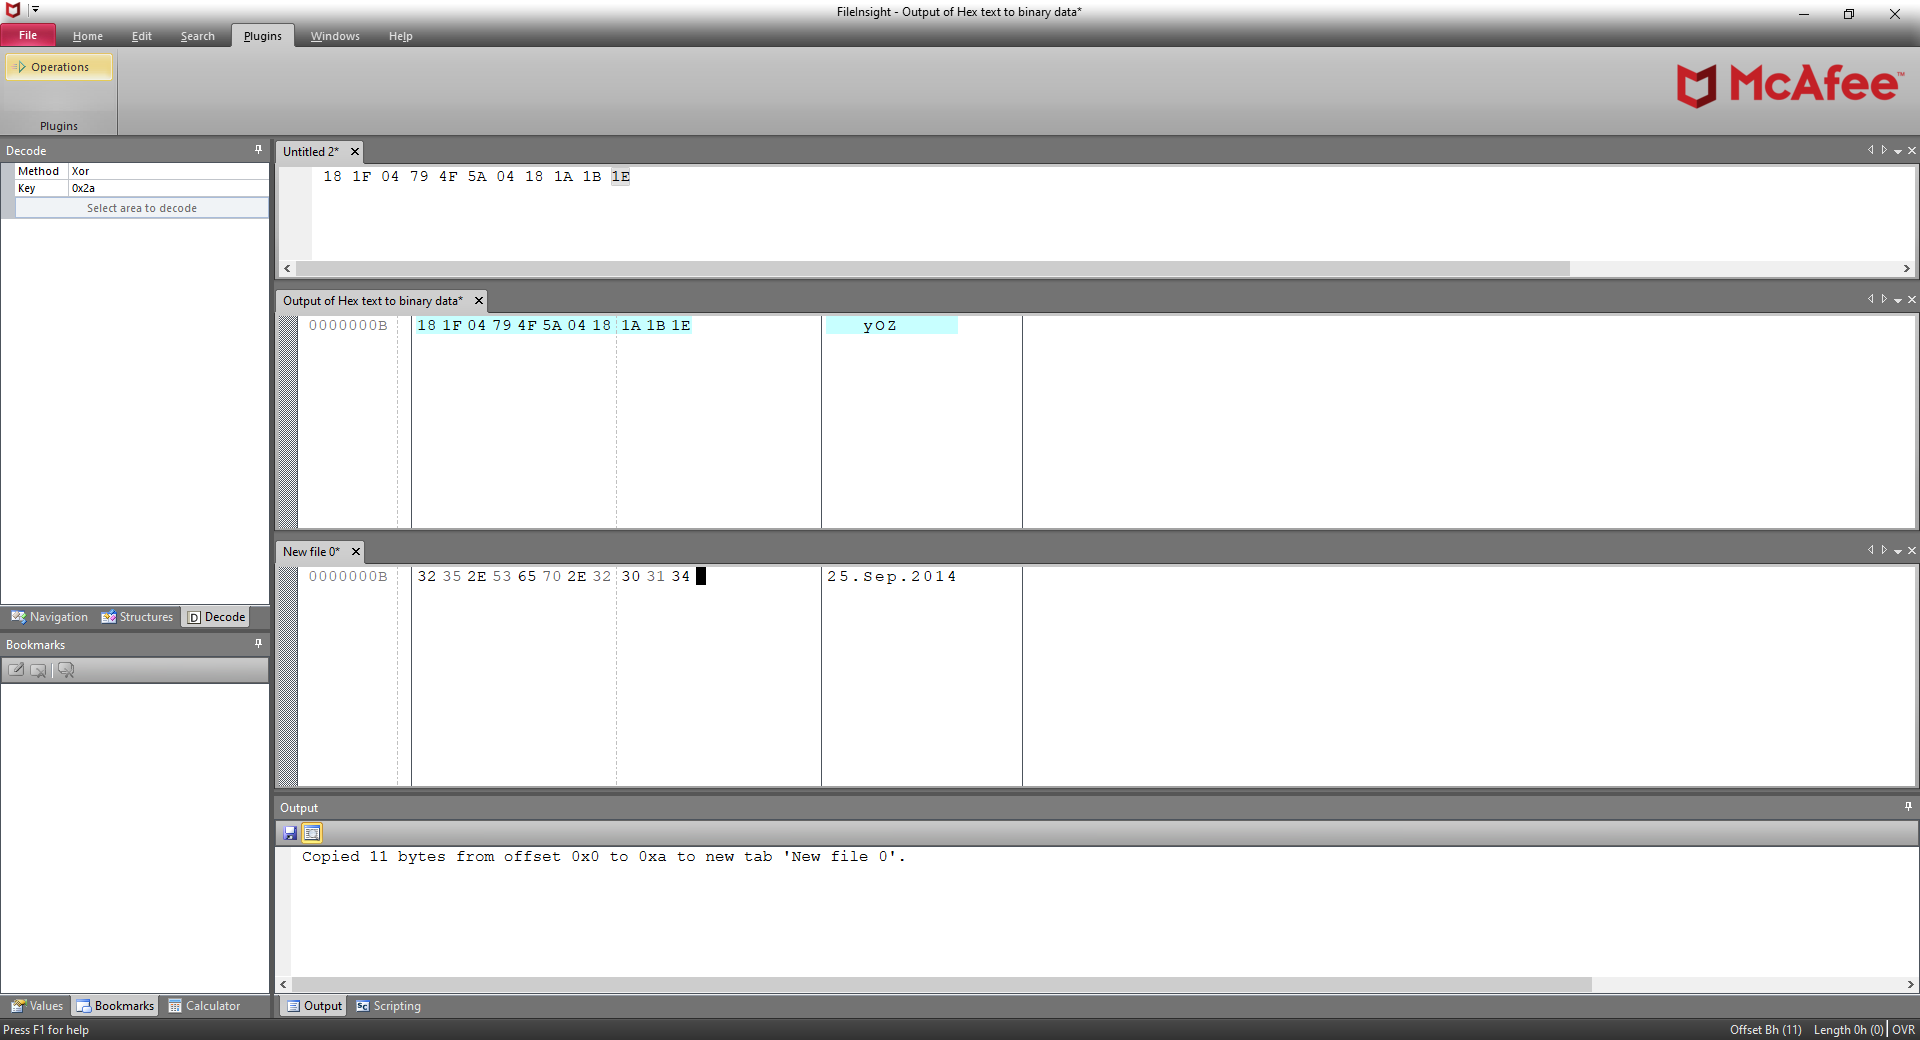 FileInsight - Output of Hex text to binary data*
File Home Edit Search Plugins Windows Help
Operations
Plugins
McAfee™
Decode
Method Xor
Key 0x2a
Select area to decode
Navigation Structures Decode
Bookmarks
Values Bookmarks Calculator
Untitled 2*
18 1F 04 79 4F 5A 04 18 1A 1B 1E
Output of Hex text to binary data*
0000000B 18 1F 04 79 4F 5A 04 18 1A 1B 1E yOZ
New file 0*
0000000B 32 35 2E 53 65 70 2E 32 30 31 34 25.Sep.2014
Output
Copied 11 bytes from offset 0x0 to 0xa to new tab 'New file 0'.
Output Scripting
Press F1 for help
Offset Bh (11) Length 0h (0) OVR